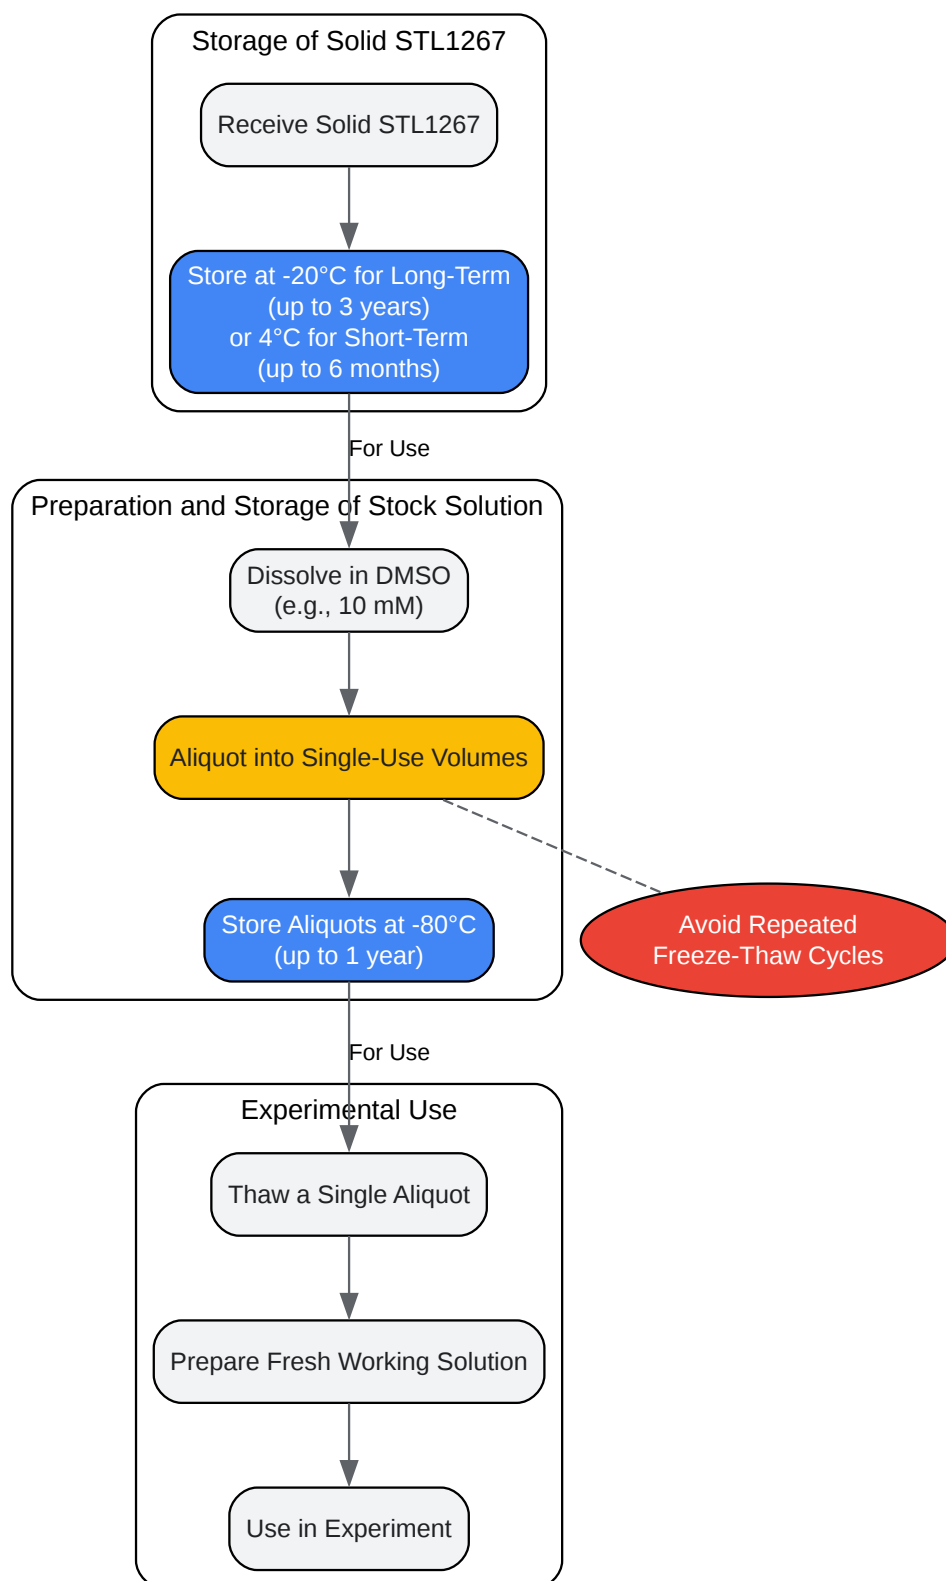 Storage of Solid STL1267
Receive Solid STL1267
Store at -20°C for Long-Term
(up to 3 years)
or 4°C for Short-Term
(up to 6 months)
For Use
Preparation and Storage of Stock Solution
Dissolve in DMSO
(e.g., 10 mM)
Aliquot into Single-Use Volumes
Store Aliquots at -80°C
(up to 1 year)
Avoid Repeated
Freeze-Thaw Cycles
For Use
Experimental Use
Thaw a Single Aliquot
Prepare Fresh Working Solution
Use in Experiment